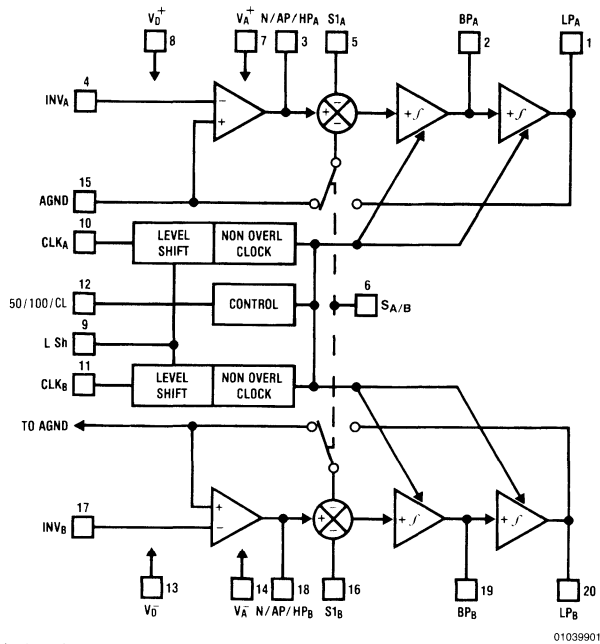 V_D^+ V_A^+ N/AP/HP_A S1_A BP_A LP_A
8 7 3 5 2 1
4
INV_A
− + −
+ − +∫ +∫
15
AGND
10
CLK_A LEVEL SHIFT NON OVERL CLOCK
12 6
50/100/CL CONTROL S_A/B
9
L Sh
11
CLK_B LEVEL SHIFT NON OVERL CLOCK
TO AGND
17
+ −
INV_B − + − +∫ +∫
13 14 18 16 19 20
V_D^- V_A^- N/AP/HP_B S1_B BP_B LP_B
01039901